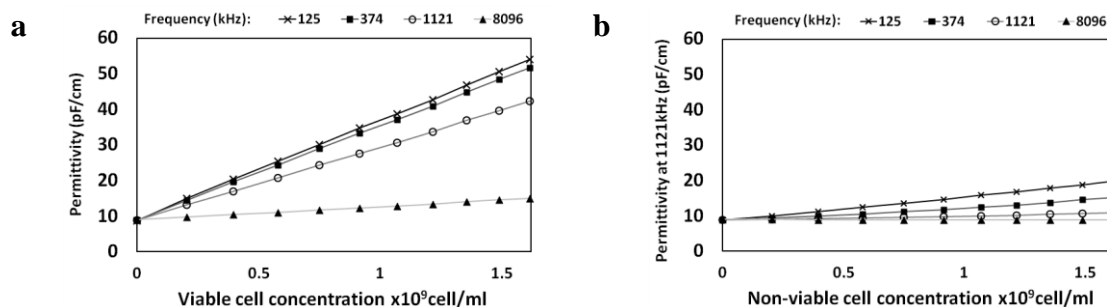 a
Frequency (kHz): 125 374 1121 8096
60
50
40
30
20
10
0
Permittivity (pF/cm)
0 0.5 1 1.5
Viable cell concentration x10⁹cell/ml
b
Frequency (kHz): 125 374 1121 8096
60
50
40
30
20
10
0
Permittivity at 1121kHz (pF/cm)
0 0.5 1 1.5
Non-viable cell concentration x10⁹cell/ml